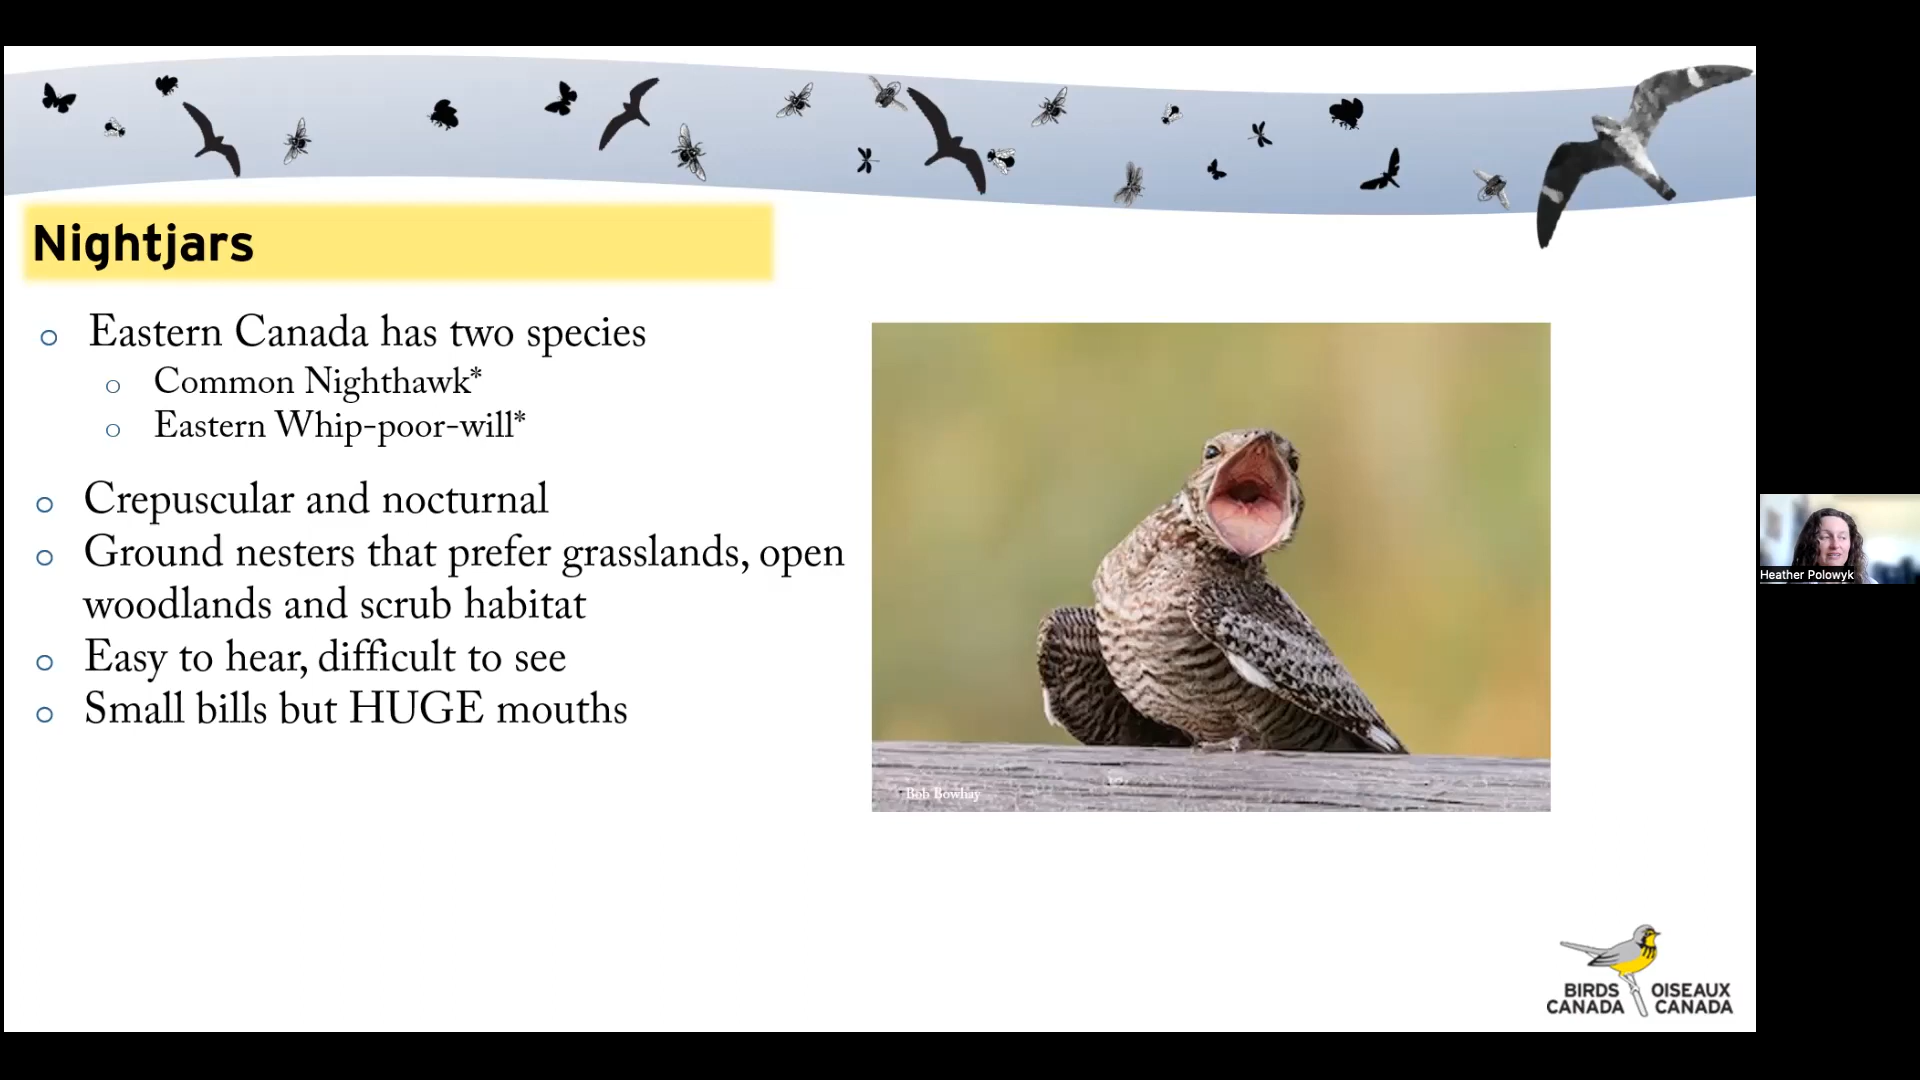 Nightjars
Eastern Canada has two species
Common Nighthawk*
Eastern Whip-poor-will*
Crepuscular and nocturnal
Ground nesters that prefer grasslands, open
woodlands and scrub habitat
Easy to hear, difficult to see
Small bills but HUGE mouths
Bob Bowhay
Heather Polowyk
BIRDS OISEAUX
CANADA CANADA